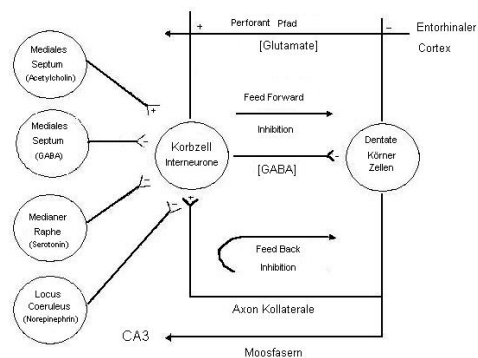 + Perforant Pfad − Entorhinaler
[Glutamate] Cortex
Mediales
Septum
(Acetylcholin)
+
Mediales
Septum
(GABA)
−
Medianer
Raphe
(Serotonin)
−
Locus
Coeruleus
(Norepinephrin)
−
Korbzell
Interneurone
+
Feed Forward
Inhibition
[GABA]
−
Dentate
Körner
Zellen
Feed Back
Inhibition
Axon Kollaterale
CA3
Moosfasern